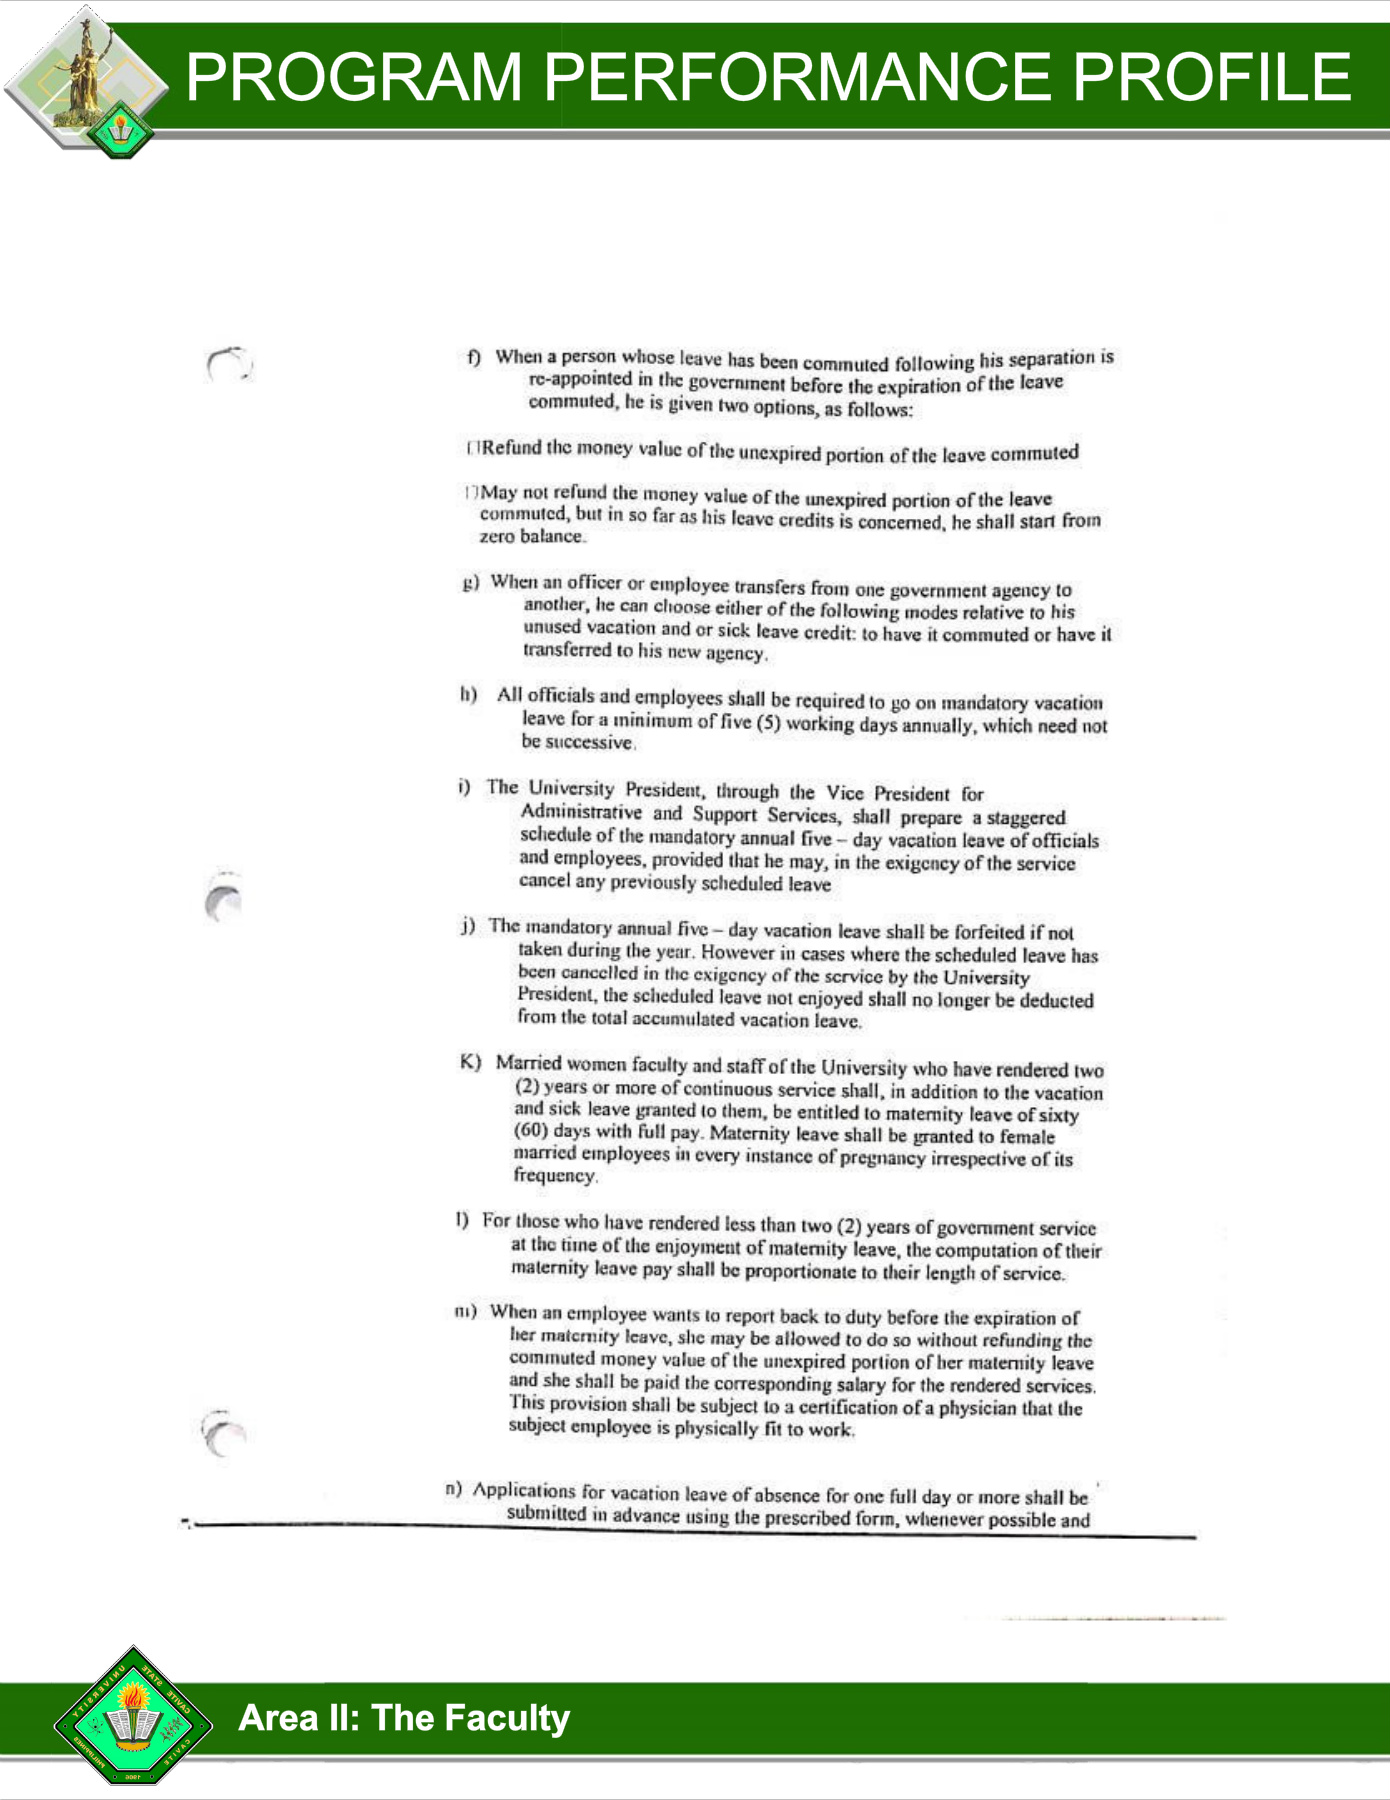 PROGRAM PERFORMANCE PROFILE
f) When a person whose leave has been commuted following his separation is
re-appointed in the government before the expiration of the leave
commuted, he is given two options, as follows:
Refund the money value of the unexpired portion of the leave commuted
May not refund the money value of the unexpired portion of the leave
commuted, but in so far as his leave credits is concerned, he shall start from
zero balance.
g) When an officer or employee transfers from one government agency to
another, he can choose either of the following modes relative to his
unused vacation and or sick leave credit: to have it commuted or have it
transferred to his new agency.
h) All officials and employees shall be required to go on mandatory vacation
leave for a minimum of five (5) working days annually, which need not
be successive.
i) The University President, through the Vice President for
Administrative and Support Services, shall prepare a staggered
schedule of the mandatory annual five – day vacation leave of officials
and employees, provided that he may, in the exigency of the service
cancel any previously scheduled leave
j) The mandatory annual five – day vacation leave shall be forfeited if not
taken during the year. However in cases where the scheduled leave has
been cancelled in the exigency of the service by the University
President, the scheduled leave not enjoyed shall no longer be deducted
from the total accumulated vacation leave.
K) Married women faculty and staff of the University who have rendered two
(2) years or more of continuous service shall, in addition to the vacation
and sick leave granted to them, be entitled to maternity leave of sixty
(60) days with full pay. Maternity leave shall be granted to female
married employees in every instance of pregnancy irrespective of its
frequency.
l) For those who have rendered less than two (2) years of government service
at the time of the enjoyment of maternity leave, the computation of their
maternity leave pay shall be proportionate to their length of service.
m) When an employee wants to report back to duty before the expiration of
her maternity leave, she may be allowed to do so without refunding the
commuted money value of the unexpired portion of her maternity leave
and she shall be paid the corresponding salary for the rendered services.
This provision shall be subject to a certification of a physician that the
subject employee is physically fit to work.
n) Applications for vacation leave of absence for one full day or more shall be
submitted in advance using the prescribed form, whenever possible and
CAVITE STATE UNIVERSITY
CAVITE
PHILIPPINES
1906
Area II: The Faculty